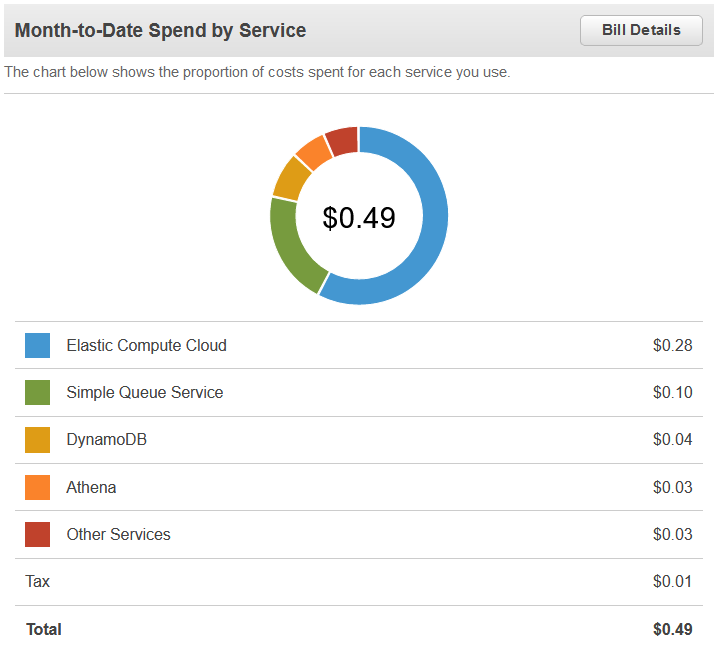 Month-to-Date Spend by Service Bill Details
The chart below shows the proportion of costs spent for each service you use.
$0.49
Elastic Compute Cloud $0.28
Simple Queue Service $0.10
DynamoDB $0.04
Athena $0.03
Other Services $0.03
Tax $0.01
Total $0.49